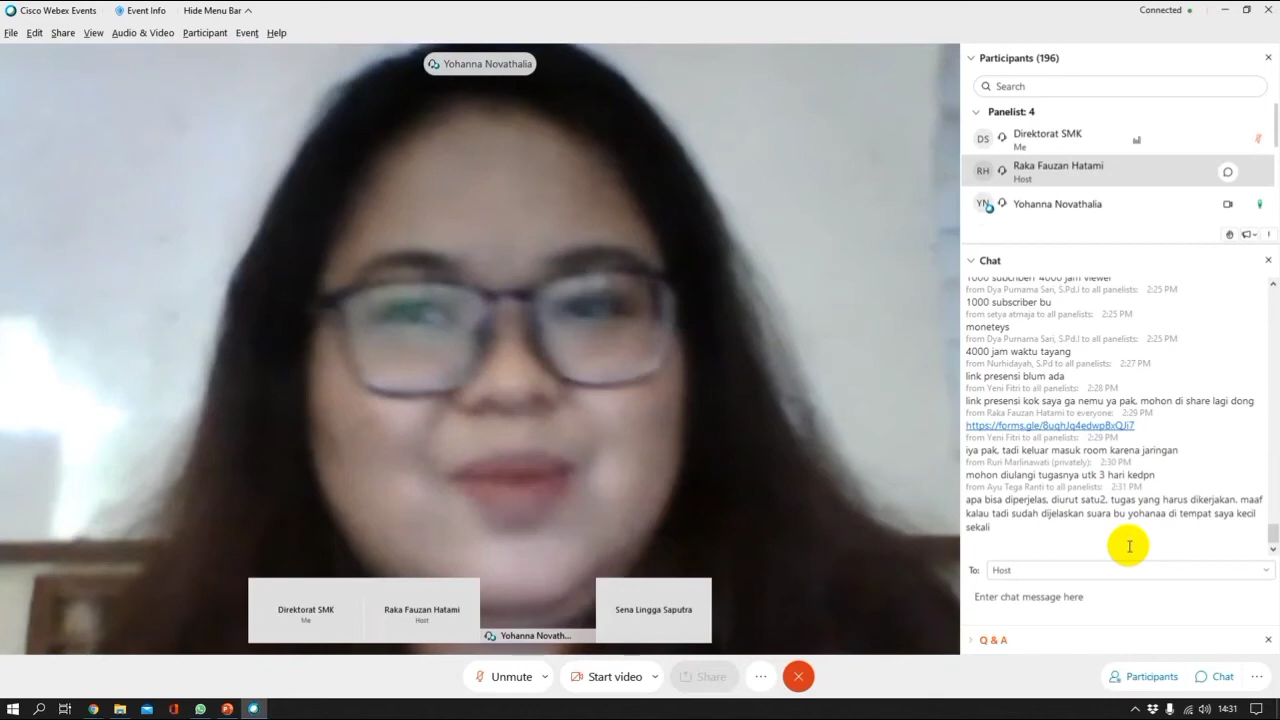 Cisco Webex Events
Event Info
Hide Menu Bar
Connected
File Edit Share View Audio & Video Participant Event Help
Yohanna Novathalia
Participants (196)
Search
Panelist: 4
DS
Direktorat SMK
Me
RH
Raka Fauzan Hatami
Host
YN
Yohanna Novathalia
Chat
1000 subcriberr 4000 jam viewer
from Dya Purnama Sari, S.Pd.I to all panelists: 2:25 PM
1000 subscriber bu
from setya atmaja to all panelists: 2:25 PM
moneteys
from Dya Purnama Sari, S.Pd.I to all panelists: 2:25 PM
4000 jam waktu tayang
from Nurhidayah, S.Pd to all panelists: 2:27 PM
link presensi blum ada
from Yeni Fitri to all panelists: 2:28 PM
link presensi kok saya ga nemu ya pak, mohon di share lagi dong
from Raka Fauzan Hatami to everyone: 2:29 PM
https://forms.gle/8uqhJq4edwpBxQJi7
from Yeni Fitri to all panelists: 2:29 PM
iya pak, tadi keluar masuk room karena jaringan
from Ruri Marlinawati (privately): 2:30 PM
mohon diulangi tugasnya utk 3 hari kedpn
from Ayu Tega Ranti to all panelists: 2:31 PM
apa bisa diperjelas, diurut satu2, tugas yang harus dikerjakan. maaf
kalau tadi sudah dijelaskan suara bu yohanaa di tempat saya kecil
sekali
To: Host
Enter chat message here
Q & A
Direktorat SMK
Me
Raka Fauzan Hatami
Host
Yohanna Novath...
Sena Lingga Saputra
Unmute
Start video
Share
Participants
Chat
14:31